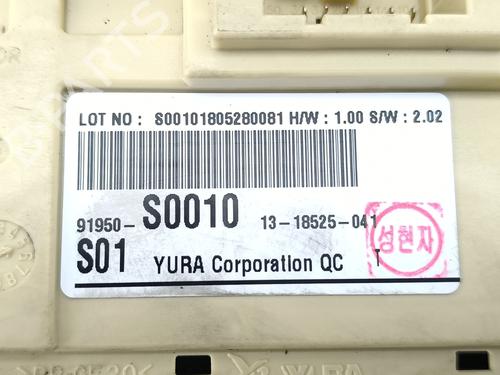 LOT NO : S00101805280081 H/W : 1.00 S/W : 2.02
91950- S0010 13-18525-041
S01 YURA Corporation QC T
성현자
YURA